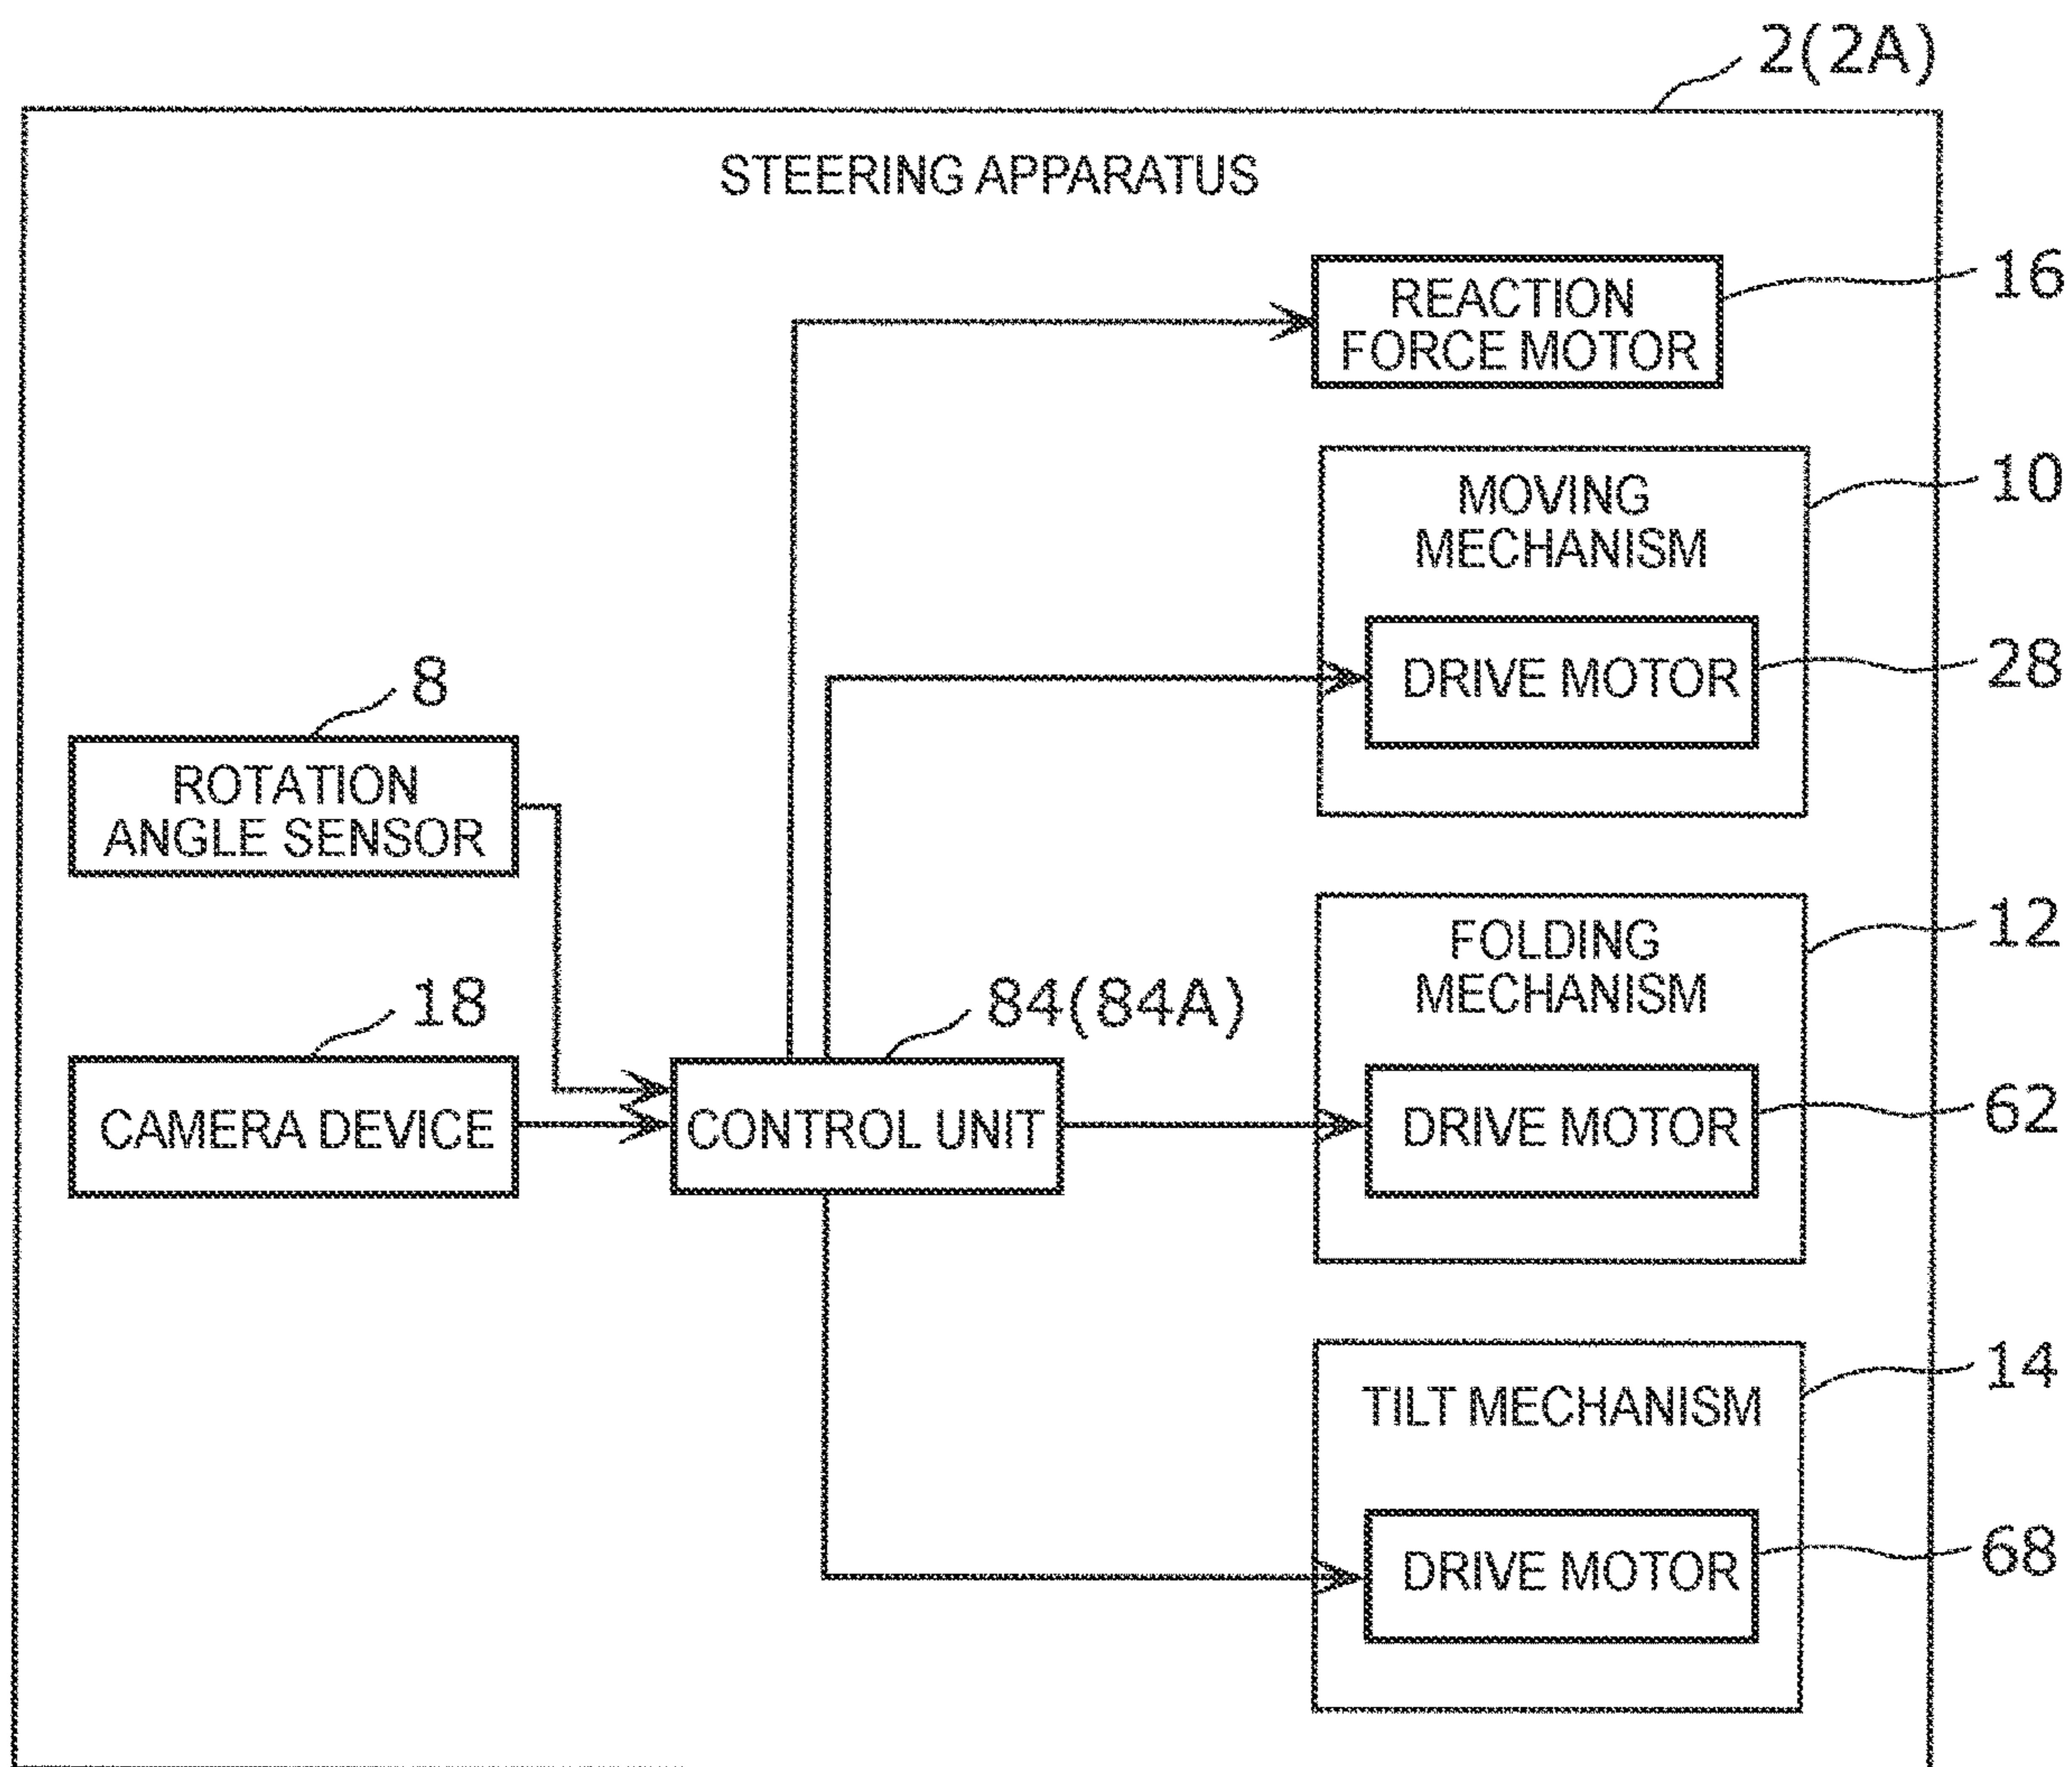 2(2A)
STEERING APPARATUS
16
REACTION
FORCE MOTOR
10
MOVING
MECHANISM
28
DRIVE MOTOR
8
ROTATION
ANGLE SENSOR
12
FOLDING
MECHANISM
18
84(84A)
CAMERA DEVICE
CONTROL UNIT
62
DRIVE MOTOR
14
TILT MECHANISM
68
DRIVE MOTOR